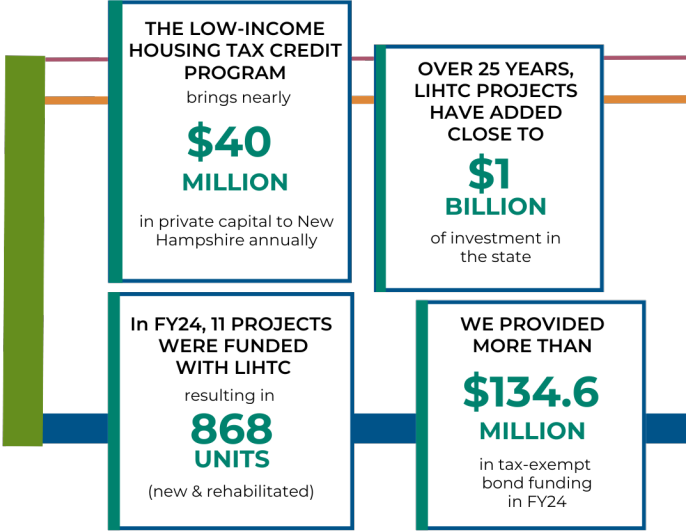 THE LOW-INCOME
HOUSING TAX CREDIT
PROGRAM
brings nearly
$40
MILLION
in private capital to New
Hampshire annually
OVER 25 YEARS,
LIHTC PROJECTS
HAVE ADDED
CLOSE TO
$1
BILLION
of investment in
the state
In FY24, 11 PROJECTS
WERE FUNDED
WITH LIHTC
resulting in
868
UNITS
(new & rehabilitated)
WE PROVIDED
MORE THAN
$134.6
MILLION
in tax-exempt
bond funding
in FY24